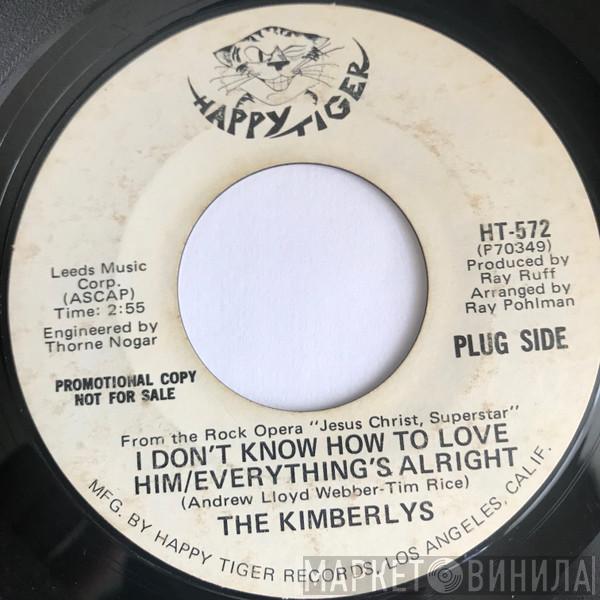 HAPPY TIGER
HT-572
(P70349)
Produced by
Ray Ruff
Arranged by
Ray Pohlman
PLUG SIDE
Leeds Music
Corp.
(ASCAP)
Time: 2:55
Engineered by
Thorne Nogar
PROMOTIONAL COPY
NOT FOR SALE
From the Rock Opera "Jesus Christ, Superstar"
I DON'T KNOW HOW TO LOVE
HIM/EVERYTHING'S ALRIGHT
(Andrew Lloyd Webber-Tim Rice)
THE KIMBERLYS
MFG. BY HAPPY TIGER RECORDS, LOS ANGELES, CALIF.
МАРКЕТ ВИНИЛА